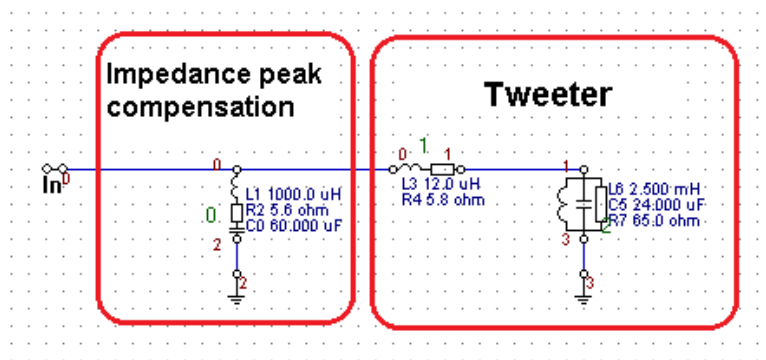 Impedance peak
compensation
Tweeter
In
0
0
L1 1000.0 uH
0
R2 5.6 ohm
C0 60.000 uF
2
2
0 1 1
L3 12.0 uH
R4 5.8 ohm
1
L6 2.500 mH
C5 24.000 uF
R7 65.0 ohm
2
3
3